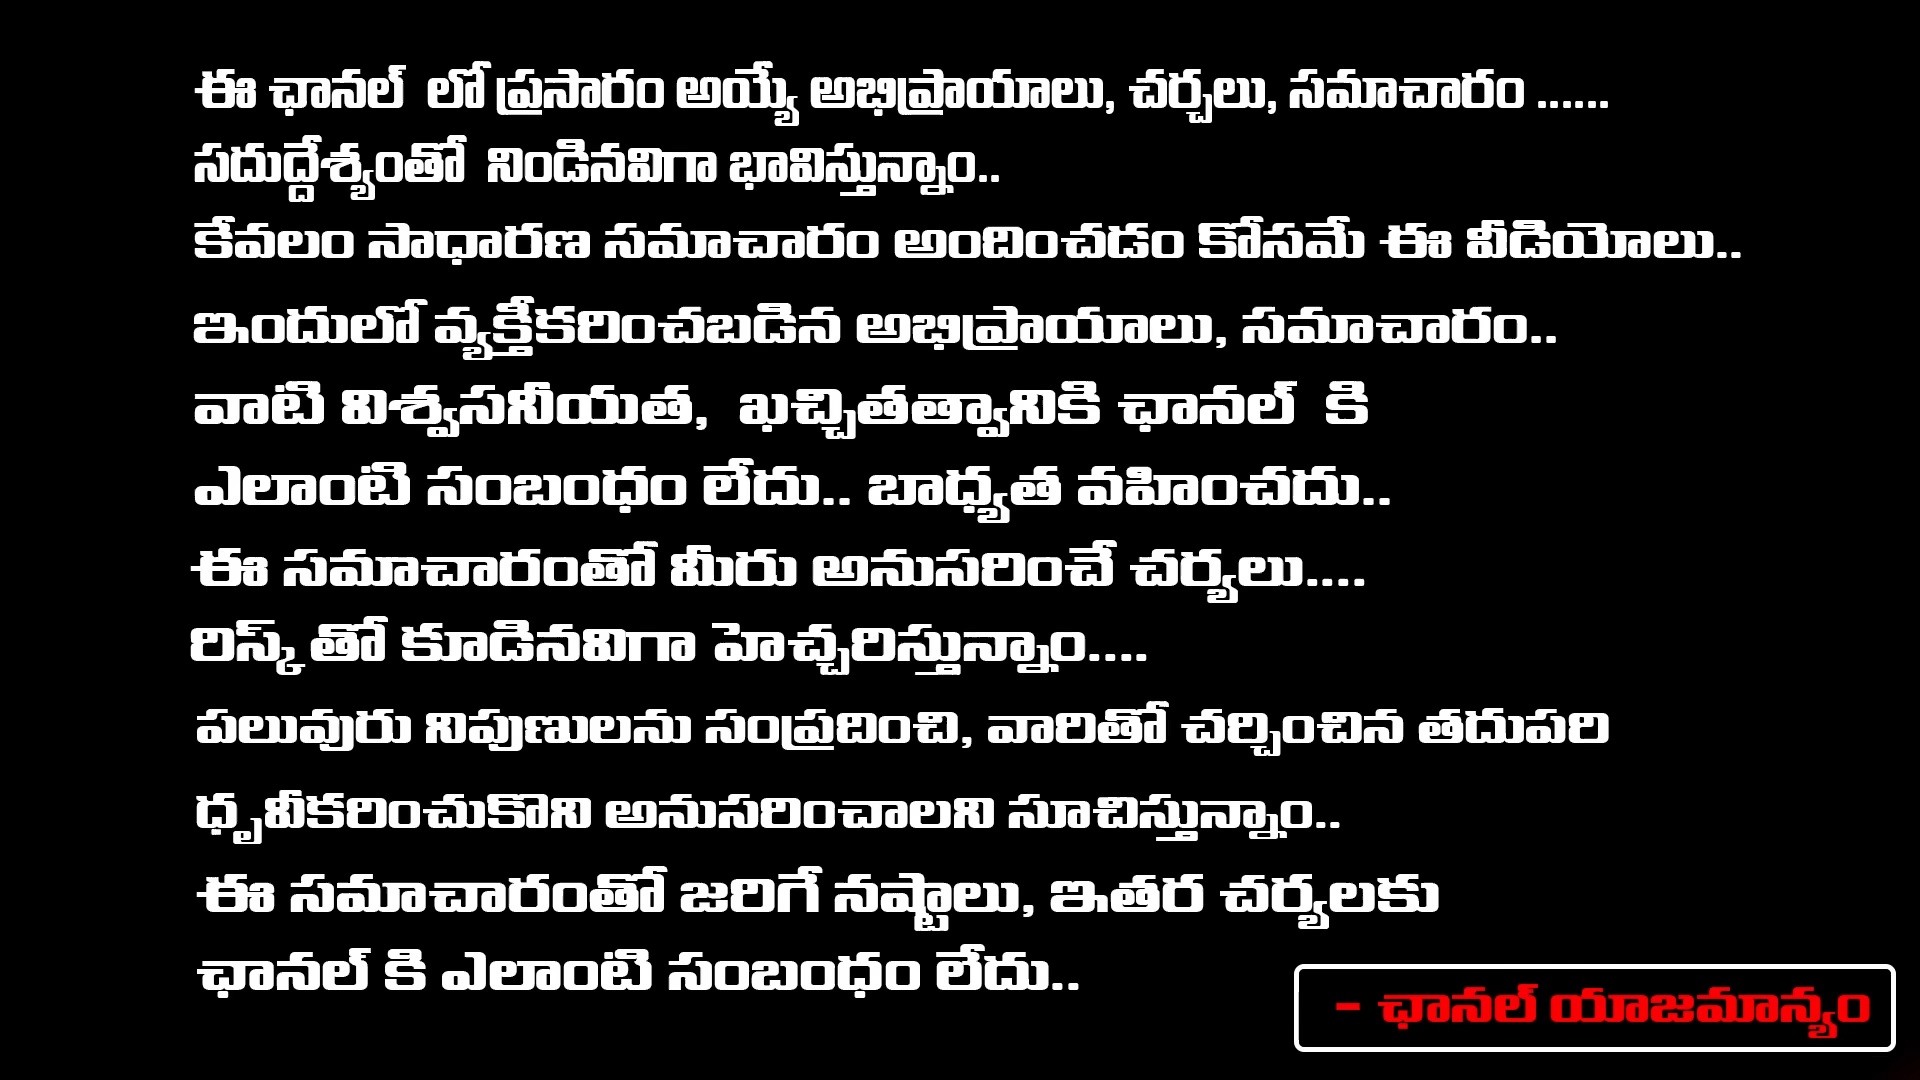 ఈ ఛానల్ లో ప్రసారం అయ్యే అభిప్రాయాలు, చర్చలు, సమాచారం ......
సదుద్దేశ్యంతో నిండినవిగా భావిస్తున్నాం..
కేవలం సాధారణ సమాచారం అందించడం కోసమే ఈ వీడియోలు..
ఇందులో వ్యక్తీకరించబడిన అభిప్రాయాలు, సమాచారం..
వాటి విశ్వసనీయత, ఖచ్చితత్వానికి ఛానల్ కి
ఎలాంటి సంబంధం లేదు.. బాధ్యత వహించదు..
ఈ సమాచారంతో మీరు అనుసరించే చర్యలు....
రిస్క్ తో కూడినవిగా హెచ్చరిస్తున్నాం....
పలువురు నిపుణులను సంప్రదించి, వారితో చర్చించిన తదుపరి
ధృవీకరించుకొని అనుసరించాలని సూచిస్తున్నాం..
ఈ సమాచారంతో జరిగే నష్టాలు, ఇతర చర్యలకు
ఛానల్ కి ఎలాంటి సంబంధం లేదు..
- ఛానల్ యాజమాన్యం